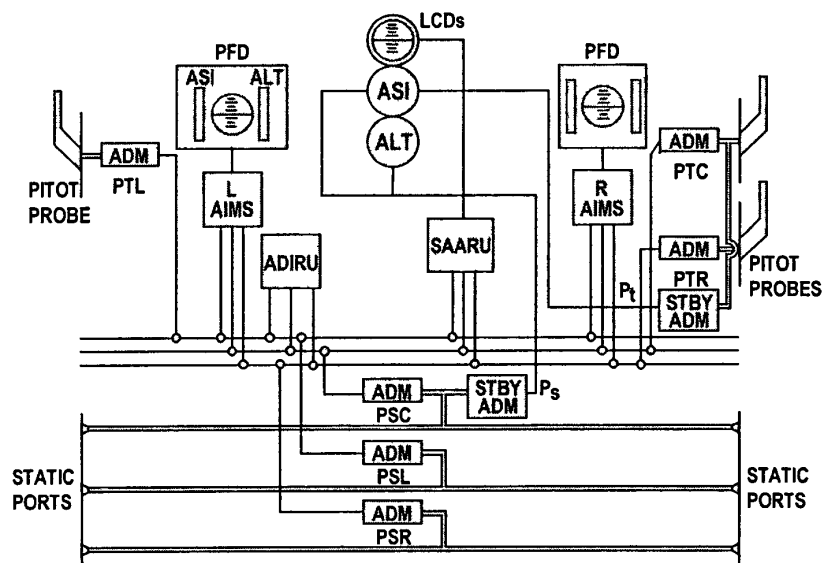 LCDs
PFD
PFD
ASI
ALT
ASI
ALT
ADM
PTL
PITOT
PROBE
L
AIMS
R
AIMS
ADM
PTC
ADIRU
SAARU
ADM
PTR
PITOT
PROBES
Pt
STBY
ADM
ADM
PSC
STBY
ADM
Ps
ADM
PSL
STATIC
PORTS
STATIC
PORTS
ADM
PSR